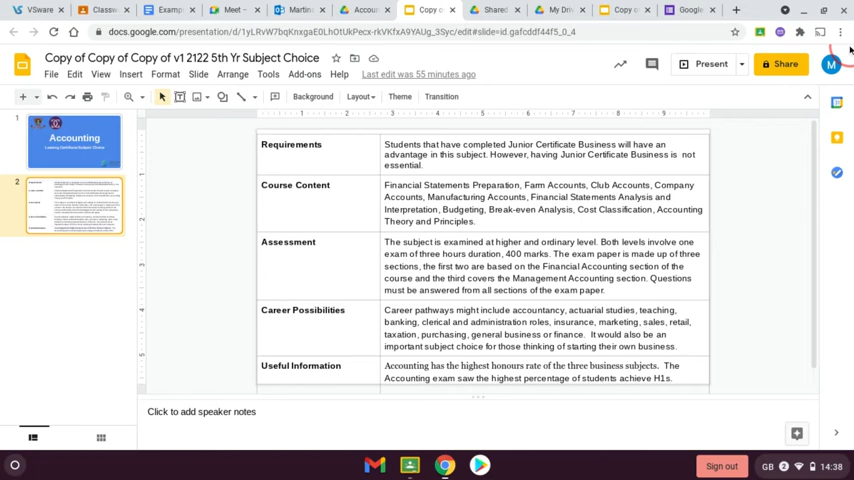 VSware
Classw
Examp
Meet -
Martina
Accou
Copy o
Shared
My Driv
Copy o
Google
docs.google.com/presentation/d/1yLRvW7bqKnxgaE0LhOtUkPecx-rkVKfxA9YAUg_3Syc/edit#slide=id.gafcddf44f5_0_4
Copy of Copy of Copy of v1 2122 5th Yr Subject Choice
File Edit View Insert Format Slide Arrange Tools Add-ons Help Last edit was 55 minutes ago
Present
Share
M
Background Layout Theme Transition
1 2 3 4 5 6 7 8 9
1
Accounting
Leaving Certificate Subject Choice
2
Requirements
Students that have completed Junior Certificate Business will have an
advantage in this subject. However, having Junior Certificate Business is not
essential.
Course Content
Financial Statements Preparation, Farm Accounts, Club Accounts, Company
Accounts, Manufacturing Accounts, Financial Statements Analysis and
Interpretation, Budgeting, Break-even Analysis, Cost Classification, Accounting
Theory and Principles.
Assessment
The subject is examined at higher and ordinary level. Both levels involve one
exam of three hours duration, 400 marks. The exam paper is made up of three
sections, the first two are based on the Financial Accounting section of the
course and the third covers the Management Accounting section. Questions
must be answered from all sections of the exam paper.
Career Possibilities
Career pathways might include accountancy, actuarial studies, teaching,
banking, clerical and administration roles, insurance, marketing, sales, retail,
taxation, purchasing, general business or finance. It would also be an
important subject choice for those thinking of starting their own business.
Useful Information
Accounting has the highest honours rate of the three business subjects. The
Accounting exam saw the highest percentage of students achieve H1s.
Click to add speaker notes
Sign out
GB 2 14:38